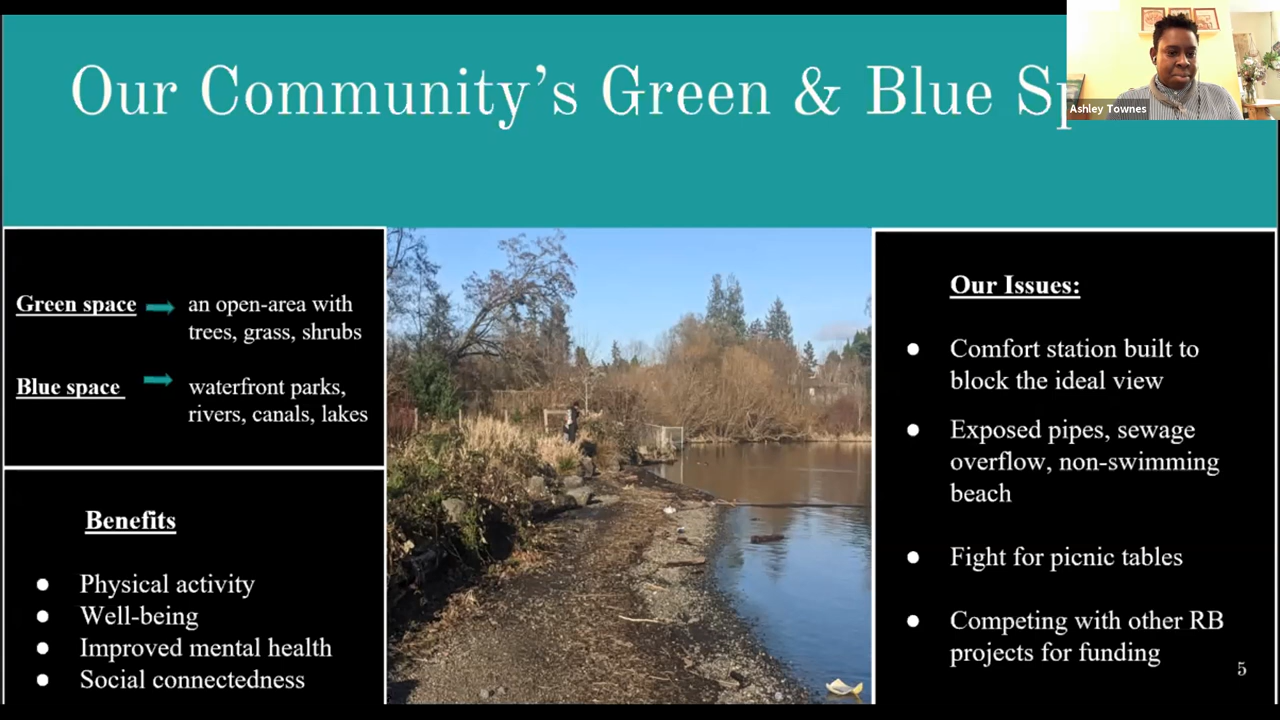 Our Community's Green & Blue Sp
Ashley Townes
Green space
an open-area with
trees, grass, shrubs
Blue space
waterfront parks,
rivers, canals, lakes
Benefits
● Physical activity
● Well-being
● Improved mental health
● Social connectedness
Our Issues:
● Comfort station built to
block the ideal view
● Exposed pipes, sewage
overflow, non-swimming
beach
● Fight for picnic tables
● Competing with other RB
projects for funding
5